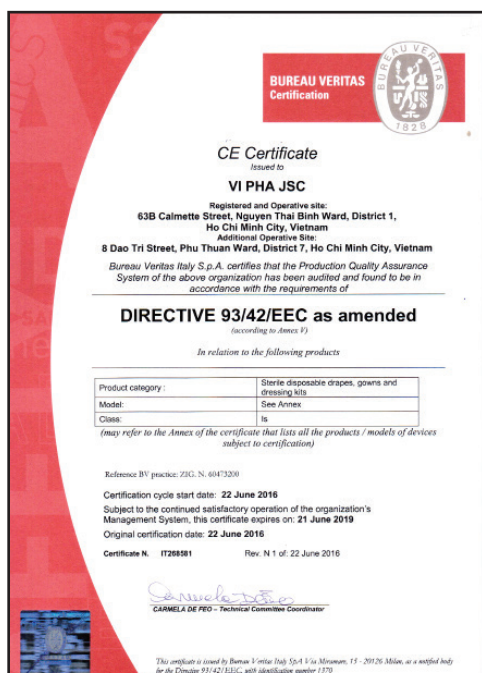 BUREAU VERITAS
Certification
BUREAU VERITAS
1828
CE Certificate
Issued to
VI PHA JSC
Registered and Operative site:
63B Calmette Street, Nguyen Thai Binh Ward, District 1,
Ho Chi Minh City, Vietnam
Additional Operative Site:
8 Dao Tri Street, Phu Thuan Ward, District 7, Ho Chi Minh City, Vietnam
Bureau Veritas Italy S.p.A. certifies that the Production Quality Assurance
System of the above organization has been audited and found to be in
accordance with the requirements of
DIRECTIVE 93/42/EEC as amended
(according to Annex V)
In relation to the following products
Product category : Sterile disposable drapes, gowns and
dressing kits
Model: See Annex
Class: Is
(may refer to the Annex of the certificate that lists all the products / models of devices
subject to certification)
Reference BV practice: ZIG. N. 60473200
Certification cycle start date: 22 June 2016
Subject to the continued satisfactory operation of the organization's
Management System, this certificate expires on: 21 June 2019
Original certification date: 22 June 2016
Certificate N. IT268581 Rev. N 1 of: 22 June 2016
Carmela De Feo
CARMELA DE FEO – Technical Committee Coordinator
This certificate is issued by Bureau Veritas Italy SpA Via Miramare, 15 - 20126 Milan, as a notified body
for the Directive 93/42/EEC, with identification number 1370